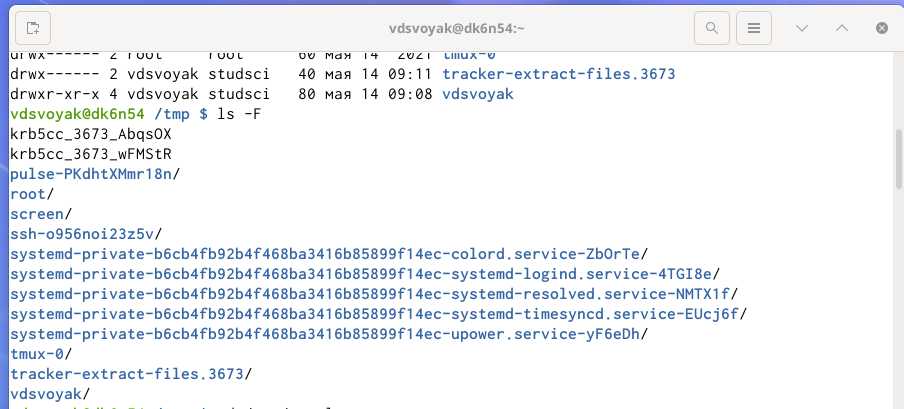 vdsvoyak@dk6n54:~
drwx------ 2 root     root      60 мая 14  2021 tmux-0
drwx------ 2 vdsvoyak studsci   40 мая 14 09:11 tracker-extract-files.3673
drwxr-xr-x 4 vdsvoyak studsci   80 мая 14 09:08 vdsvoyak
vdsvoyak@dk6n54 /tmp $ ls -F
krb5cc_3673_AbqsOX
krb5cc_3673_wFMStR
pulse-PKdhtXMmr18n/
root/
screen/
ssh-o956noi23z5v/
systemd-private-b6cb4fb92b4f468ba3416b85899f14ec-colord.service-ZbOrTe/
systemd-private-b6cb4fb92b4f468ba3416b85899f14ec-systemd-logind.service-4TGI8e/
systemd-private-b6cb4fb92b4f468ba3416b85899f14ec-systemd-resolved.service-NMTX1f/
systemd-private-b6cb4fb92b4f468ba3416b85899f14ec-systemd-timesyncd.service-EUcj6f/
systemd-private-b6cb4fb92b4f468ba3416b85899f14ec-upower.service-yF6eDh/
tmux-0/
tracker-extract-files.3673/
vdsvoyak/